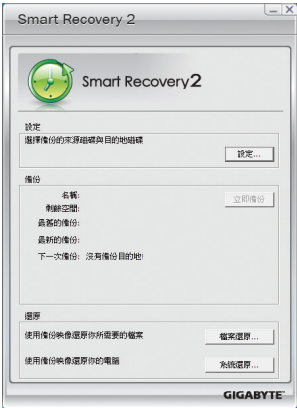 Smart Recovery 2
Smart Recovery2
設定
選擇備份的來源磁碟與目的地磁碟
設定...
備份
名稱:
立即備份
剩餘空間:
最舊的備份:
最新的備份:
下一次備份: 沒有備份目的地!
還原
使用備份映像還原你所需要的檔案
檔案還原...
使用備份映像還原你的電腦
系統還原...
GIGABYTE™